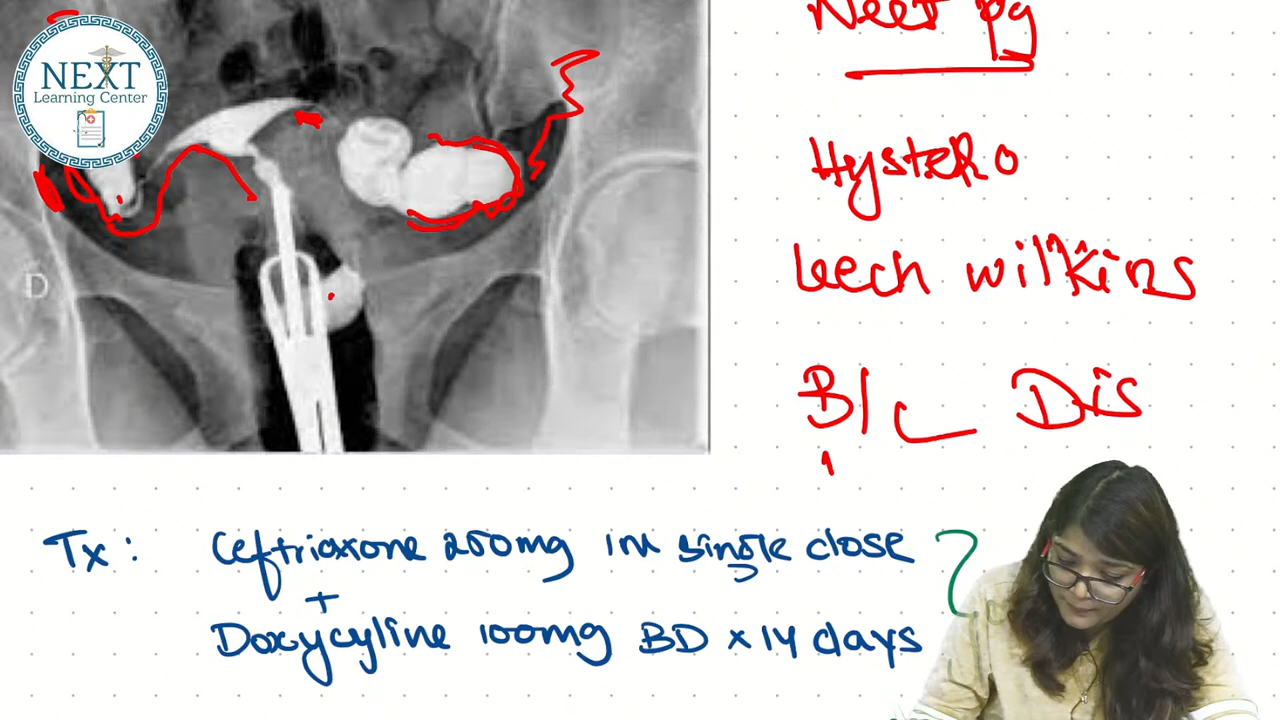 NEXT
Learning Center
Neet pg
Hystero
Leech wilkins
B/L Dis
D
Tx : Ceftriaxone 250mg IM single dose
+
Doxycyline 100mg BD x 14 days